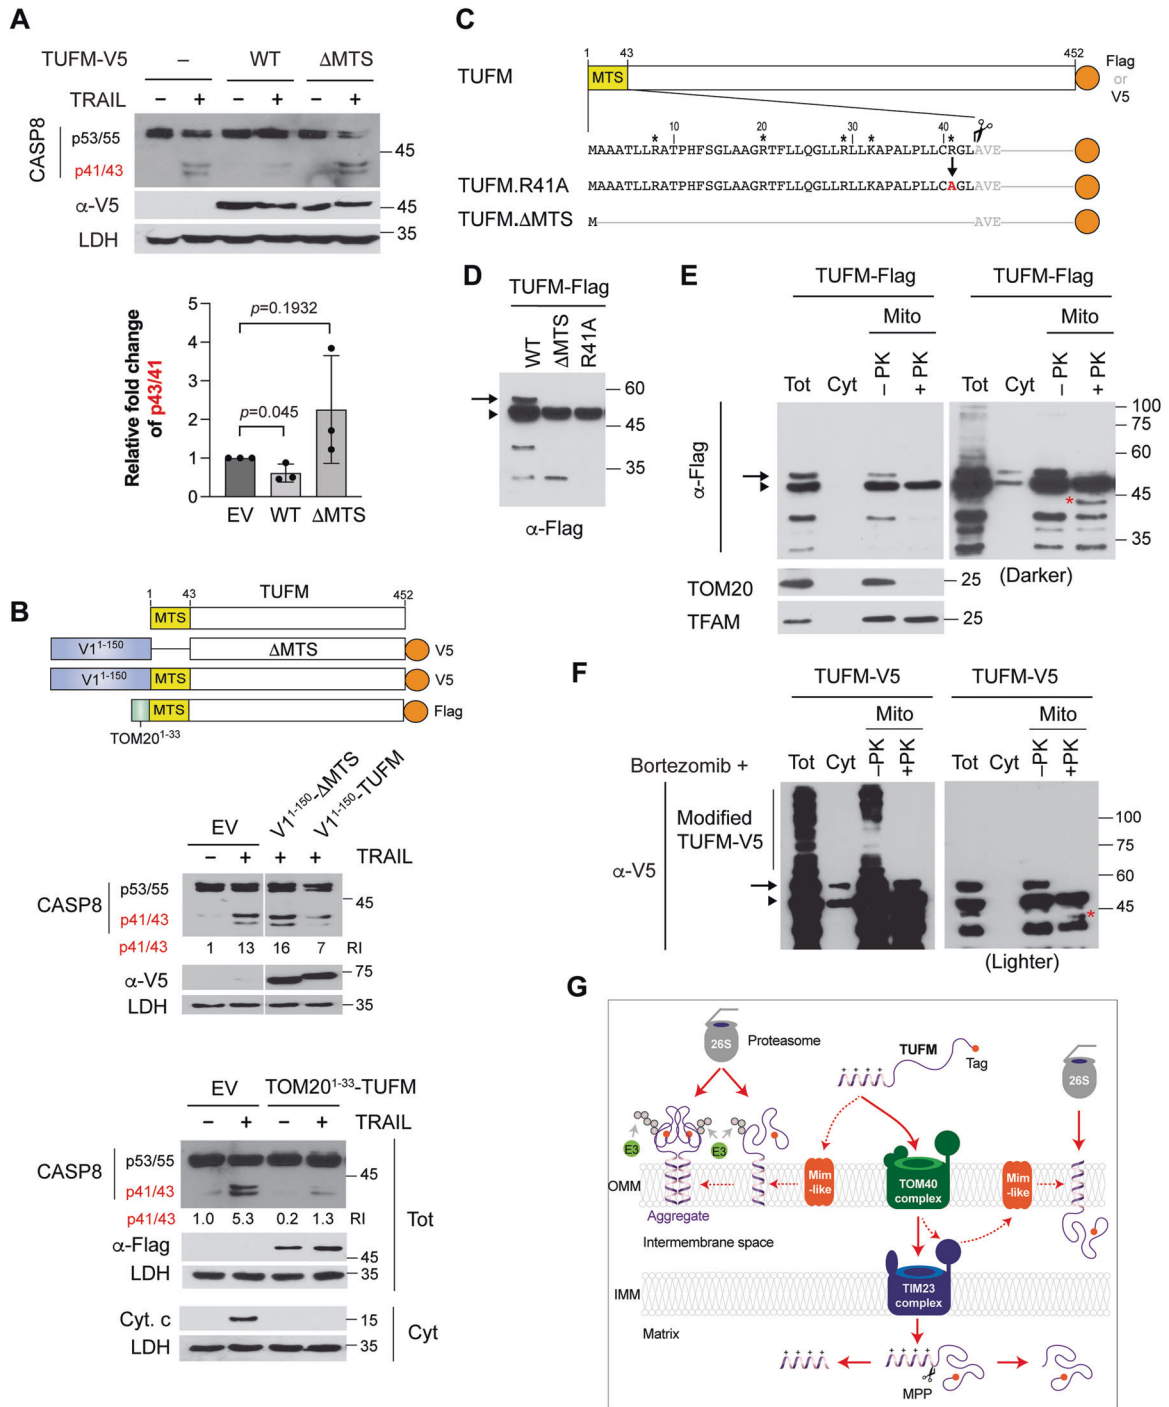 A
TUFM-V5 – WT ΔMTS
TRAIL – + – + – +
CASP8
p53/55
p41/43
45
α-V5
45
LDH
35
Relative fold change
of p43/41
5
4
3
2
1
0
p=0.1932
p=0.045
EV WT ΔMTS
B
1 43 TUFM 452
MTS
V1¹⁻¹⁵⁰ ΔMTS V5
V1¹⁻¹⁵⁰ MTS V5
MTS Flag
TOM20¹⁻³³
EV V1¹⁻¹⁵⁰-ΔMTS V1¹⁻¹⁵⁰-TUFM
– + + + TRAIL
CASP8
p53/55
p41/43
45
p41/43 1 13 16 7 RI
α-V5 75
LDH 35
EV TOM20¹⁻³³-TUFM
– + – + TRAIL
CASP8
p53/55
p41/43
45
p41/43 1.0 5.3 0.2 1.3 RI
Tot
α-Flag
45
LDH 35
Cyt. c 15
Cyt
LDH 35
C
1 43 452
TUFM MTS
Flag
or
V5
10 20 30 40
* * * * *
MAAATLLRATPHFSGLAAGRTFLLQGLLRLLKAPALPLLCRGLAVE
TUFM.R41A MAAATLLRATPHFSGLAAGRTFLLQGLLRLLKAPALPLLCAGLAVE
TUFM.ΔMTS M AVE
D
TUFM-Flag
WT ΔMTS R41A
60
45
35
α-Flag
E
TUFM-Flag TUFM-Flag
Mito Mito
Tot Cyt – PK + PK Tot Cyt – PK + PK
α-Flag
100
75
60
45
*
35
(Darker)
TOM20 25
TFAM 25
F
TUFM-V5 TUFM-V5
Mito Mito
Bortezomib + Tot Cyt –PK +PK Tot Cyt –PK +PK
α-V5
Modified
TUFM-V5
100
75
60
45
*
(Lighter)
G
26S Proteasome
TUFM
Tag
+ + + +
26S
E3 E3
OMM
Mim
-like
TOM40
complex
Mim
-like
Aggregate
Intermembrane space
IMM
TIM23
complex
Matrix
+ + + + + + + +
MPP